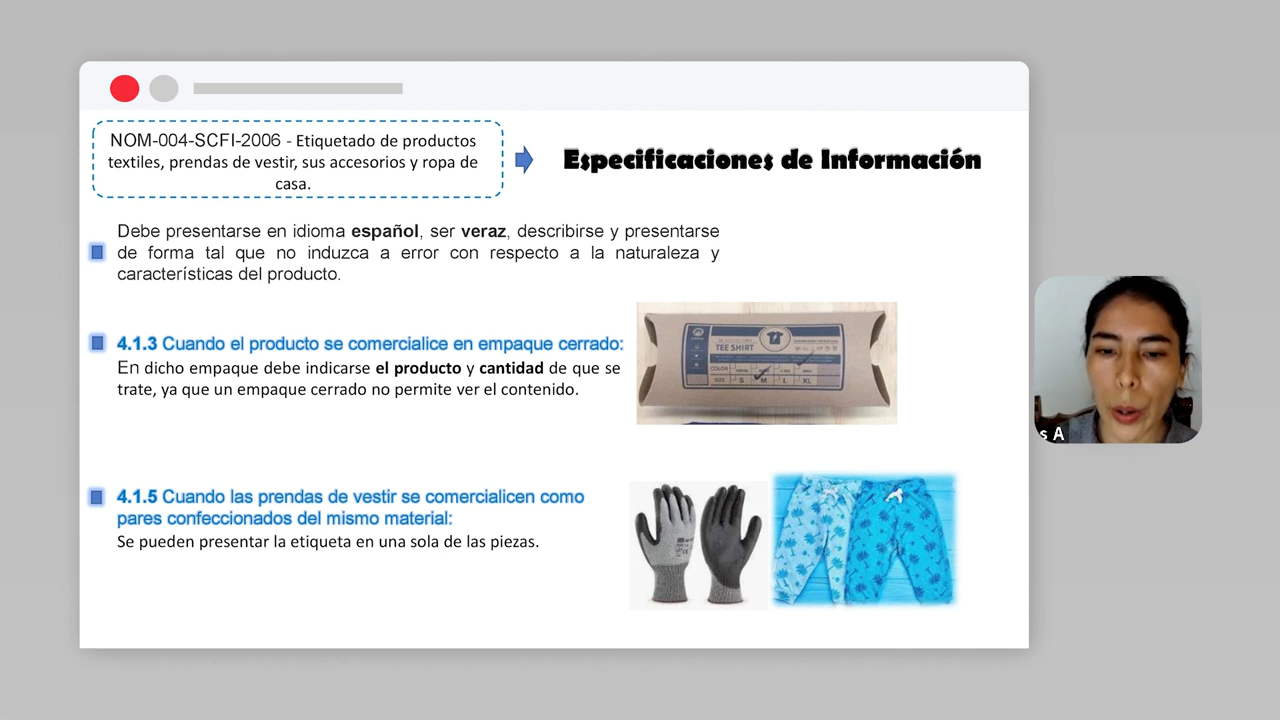 NOM-004-SCFI-2006 - Etiquetado de productos
textiles, prendas de vestir, sus accesorios y ropa de
casa.
Especificaciones de Información
Debe presentarse en idioma español, ser veraz, describirse y presentarse
de forma tal que no induzca a error con respecto a la naturaleza y
características del producto.
4.1.3 Cuando el producto se comercialice en empaque cerrado:
En dicho empaque debe indicarse el producto y cantidad de que se
trate, ya que un empaque cerrado no permite ver el contenido.
TEE SHIRT
COLOR
SIZE S M L XL
s A
4.1.5 Cuando las prendas de vestir se comercialicen como
pares confeccionados del mismo material:
Se pueden presentar la etiqueta en una sola de las piezas.